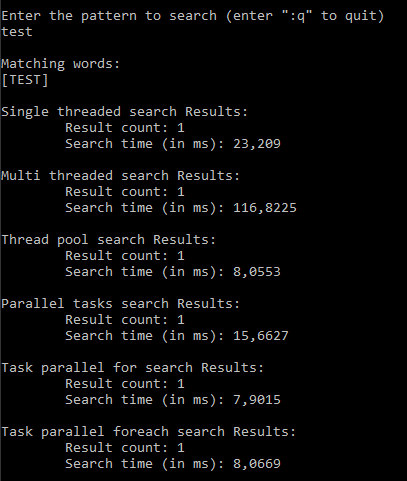 Enter the pattern to search (enter ":q" to quit)
test
Matching words:
[TEST]
Single threaded search Results:
Result count: 1
Search time (in ms): 23,209
Multi threaded search Results:
Result count: 1
Search time (in ms): 116,8225
Thread pool search Results:
Result count: 1
Search time (in ms): 8,0553
Parallel tasks search Results:
Result count: 1
Search time (in ms): 15,6627
Task parallel for search Results:
Result count: 1
Search time (in ms): 7,9015
Task parallel foreach search Results:
Result count: 1
Search time (in ms): 8,0669